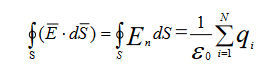 ∮_S (E̅ · dS̅) = ∮_S E_n dS = 1/ε₀ ∑_{i=1}^{N} q_i